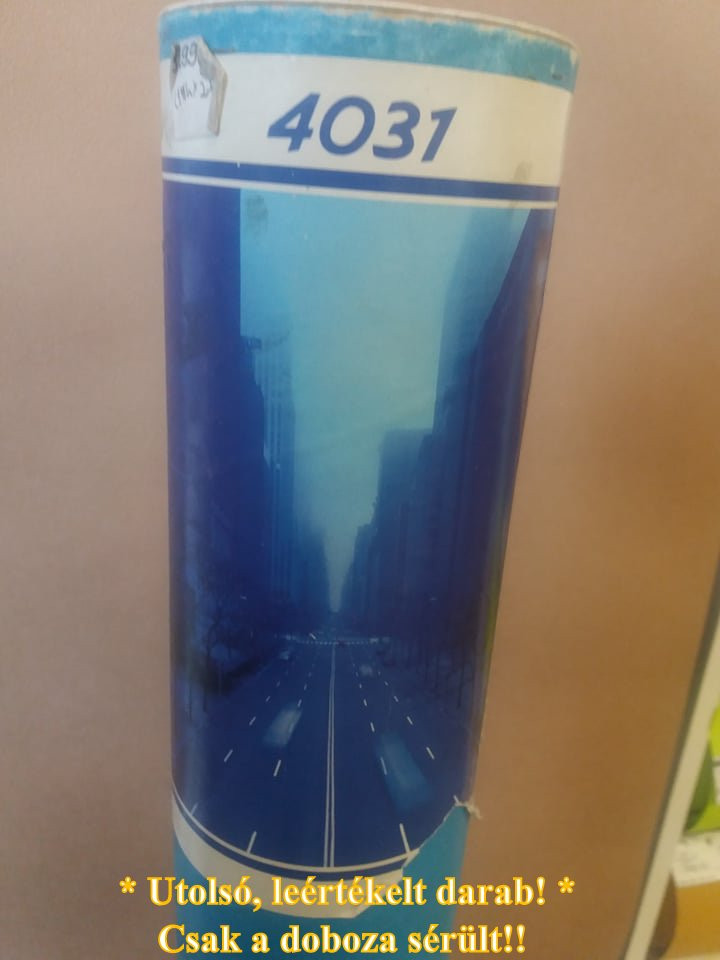 4031
* Utolsó, leértékelt darab! *
Csak a doboza sérült!!